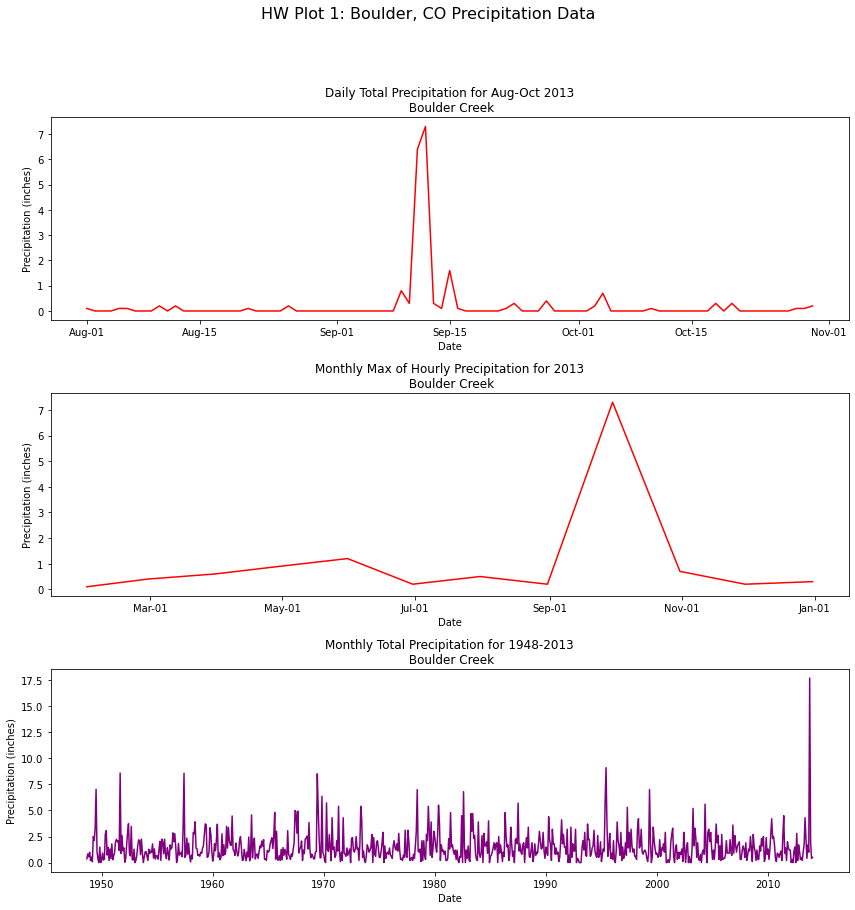 HW Plot 1: Boulder, CO Precipitation Data
Daily Total Precipitation for Aug-Oct 2013
Boulder Creek
Precipitation (inches)
7
6
5
4
3
2
1
0
Aug-01 Aug-15 Sep-01 Sep-15 Oct-01 Oct-15 Nov-01
Date
Monthly Max of Hourly Precipitation for 2013
Boulder Creek
Precipitation (inches)
7
6
5
4
3
2
1
0
Mar-01 May-01 Jul-01 Sep-01 Nov-01 Jan-01
Date
Monthly Total Precipitation for 1948-2013
Boulder Creek
Precipitation (inches)
17.5
15.0
12.5
10.0
7.5
5.0
2.5
0.0
1950 1960 1970 1980 1990 2000 2010
Date